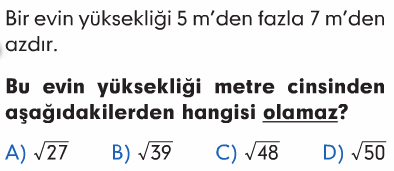 Bir evin yüksekliği 5 m'den fazla 7 m'den
azdır.
Bu evin yüksekliği metre cinsinden
aşağıdakilerden hangisi olamaz?
A) √27 B) √39 C) √48 D) √50